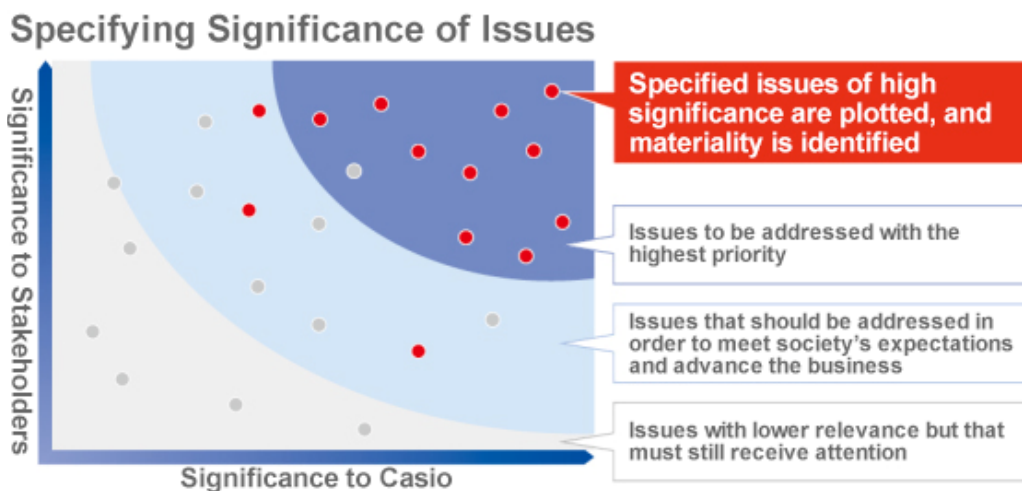 Specifying Significance of Issues
Significance to Stakeholders
Specified issues of high
significance are plotted, and
materiality is identified
Issues to be addressed with the
highest priority
Issues that should be addressed in
order to meet society's expectations
and advance the business
Issues with lower relevance but that
must still receive attention
Significance to Casio